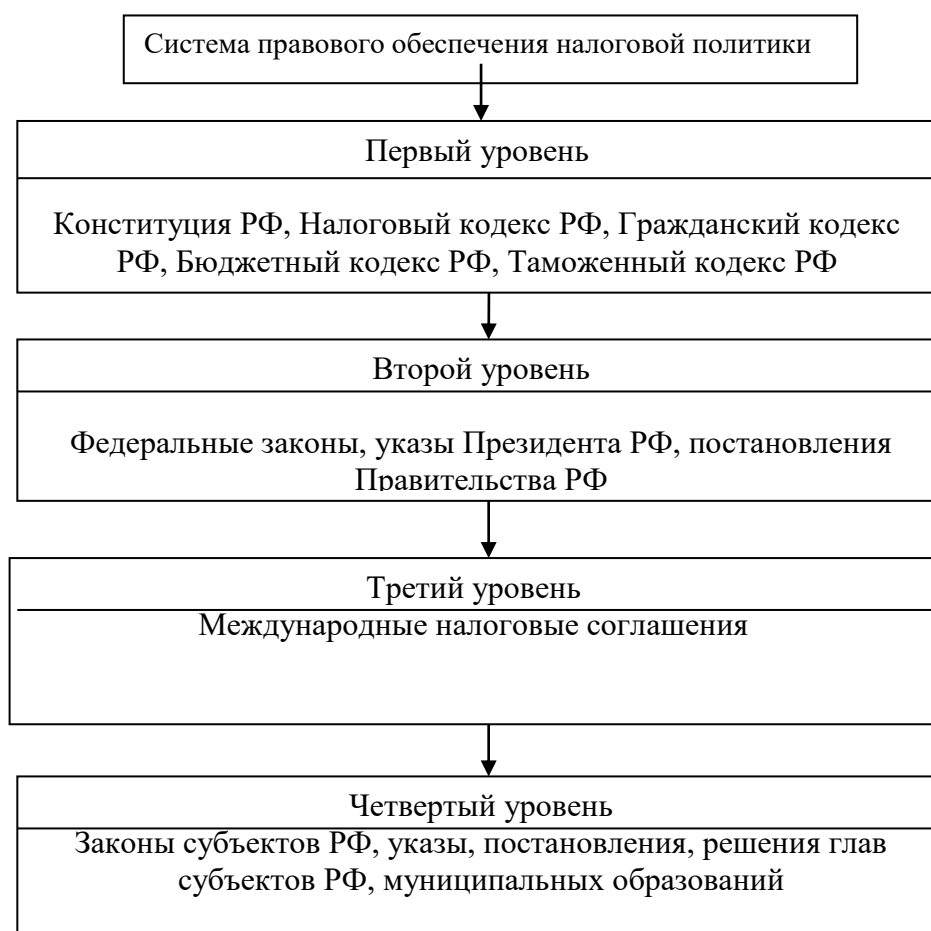 Система правового обеспечения налоговой политики
Первый уровень
Конституция РФ, Налоговый кодекс РФ, Гражданский кодекс
РФ, Бюджетный кодекс РФ, Таможенный кодекс РФ
Второй уровень
Федеральные законы, указы Президента РФ, постановления
Правительства РФ
Третий уровень
Международные налоговые соглашения
Четвертый уровень
Законы субъектов РФ, указы, постановления, решения глав
субъектов РФ, муниципальных образований